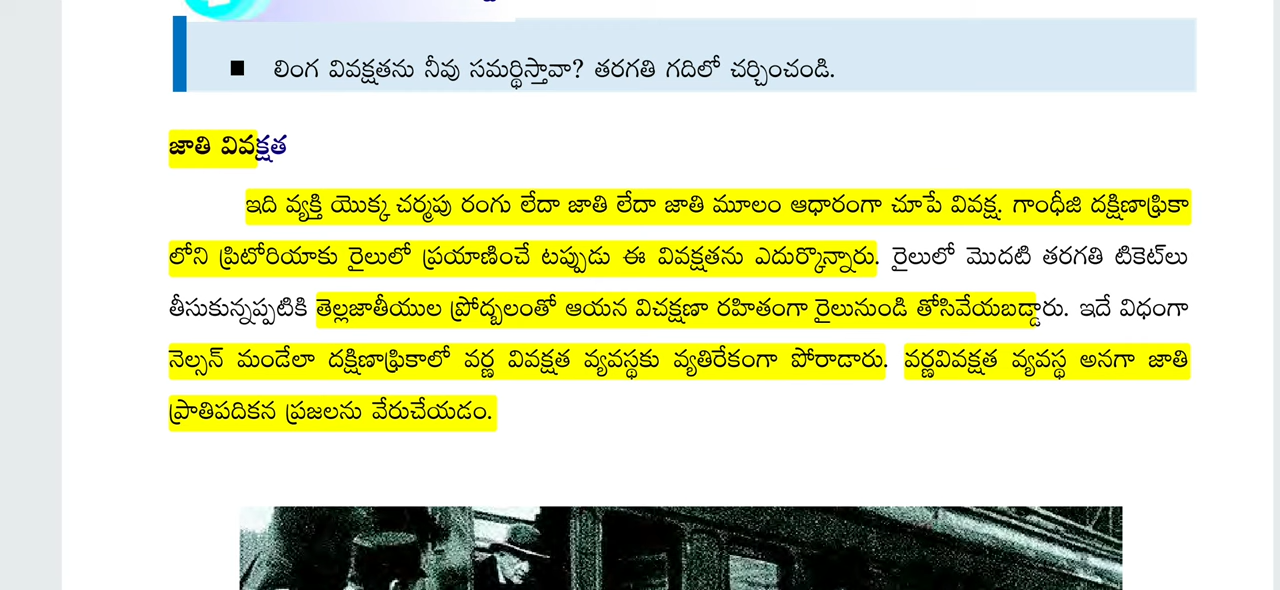 లింగ వివక్షతను నీవు సమర్థిస్తావా? తరగతి గదిలో చర్చించండి.
జాతి వివక్షత
ఇది వ్యక్తి యొక్క చర్మపు రంగు లేదా జాతి లేదా జాతి మూలం ఆధారంగా చూపే వివక్ష. గాంధీజి దక్షిణాఫ్రికా
లోని ప్రిటోరియాకు రైలులో ప్రయాణించే టప్పుడు ఈ వివక్షతను ఎదుర్కొన్నారు. రైలులో మొదటి తరగతి టికెట్‌లు
తీసుకున్నప్పటికి తెల్లజాతీయుల ప్రోద్బలంతో ఆయన విచక్షణా రహితంగా రైలునుండి తోసివేయబడ్డారు. ఇదే విధంగా
నెల్సన్ మండేలా దక్షిణాఫ్రికాలో వర్ణ వివక్షత వ్యవస్థకు వ్యతిరేకంగా పోరాడారు. వర్ణవివక్షత వ్యవస్థ అనగా జాతి
ప్రాతిపదికన ప్రజలను వేరుచేయడం.